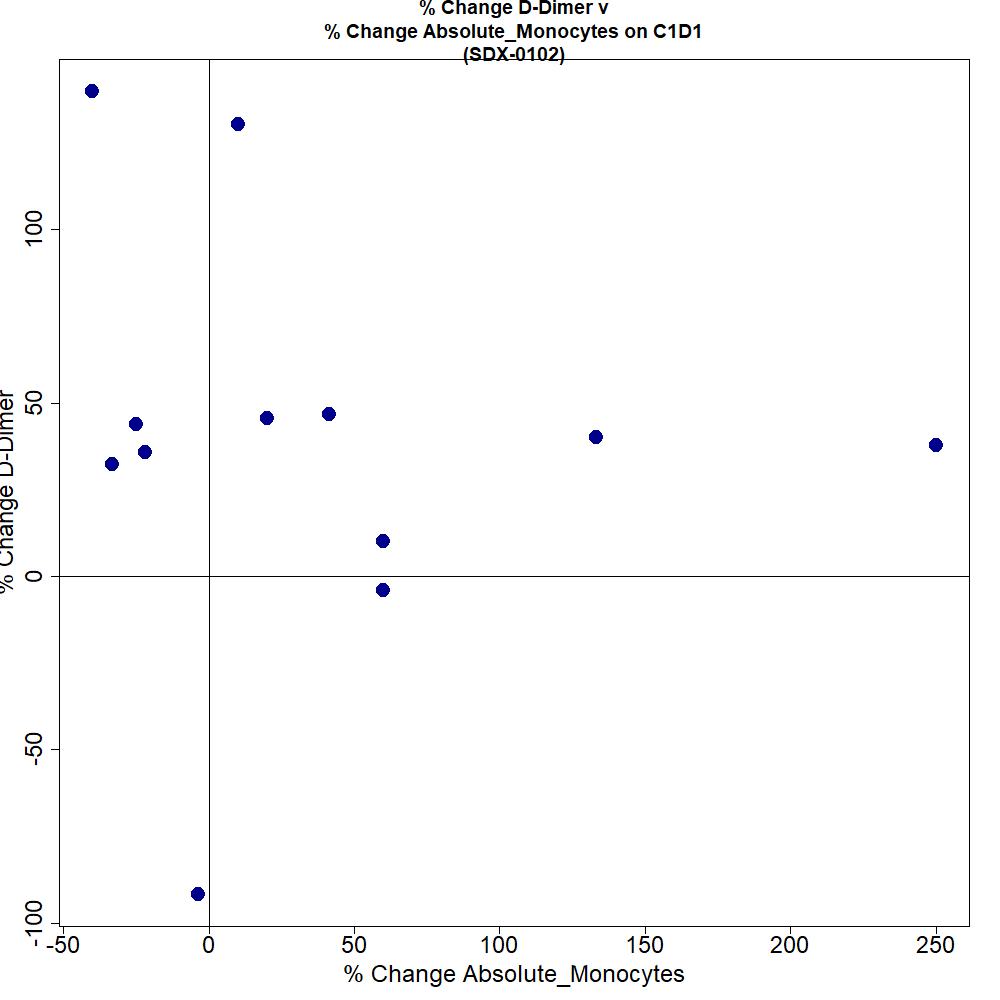 % Change D-Dimer v
% Change Absolute_Monocytes on C1D1
(SDX-0102)
% Change D-Dimer
100
50
0
-50
-100
-50 0 50 100 150 200 250
% Change Absolute_Monocytes